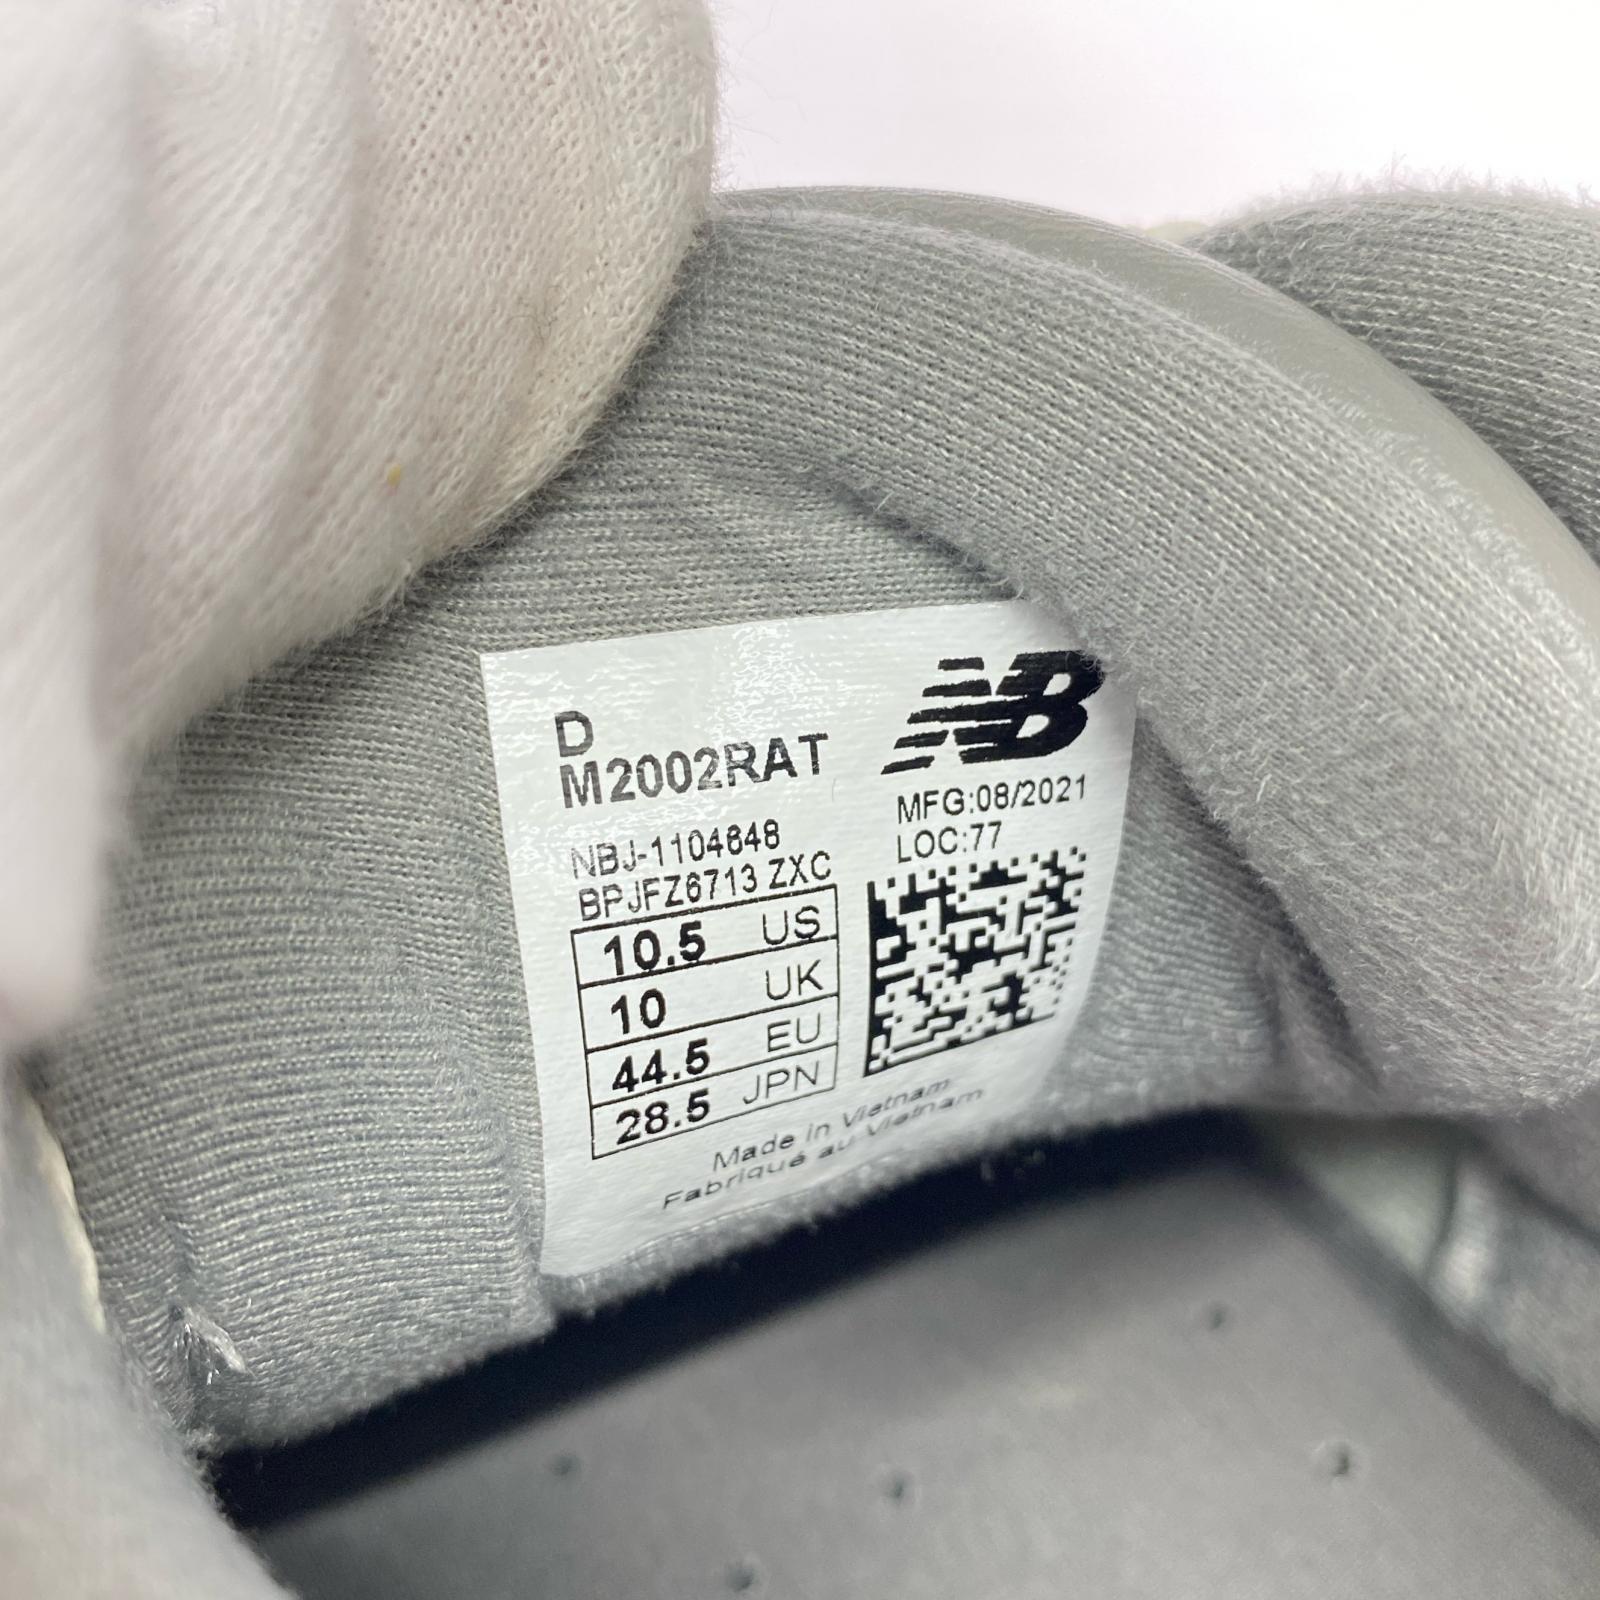 D
M2002RAT
NB
MFG:08/2021
LOC:77
NBJ-1104848
BPJFZ6713 ZXC
10.5 US
10 UK
44.5 EU
28.5 JPN
Made in Vietnam
Fabriqué au Vietnam